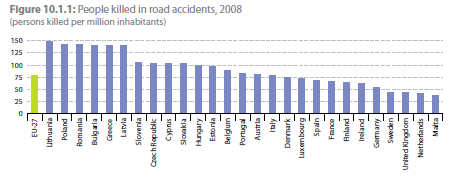 Figure 10.1.1: People killed in road accidents, 2008
(persons killed per million inhabitants)
150
125
100
75
50
25
0
EU-27
Lithuania
Poland
Romania
Bulgaria
Greece
Latvia
Slovenia
Czech Republic
Cyprus
Slovakia
Hungary
Estonia
Belgium
Portugal
Austria
Italy
Denmark
Luxembourg
Spain
France
Finland
Ireland
Germany
Sweden
United Kingdom
Netherlands
Malta